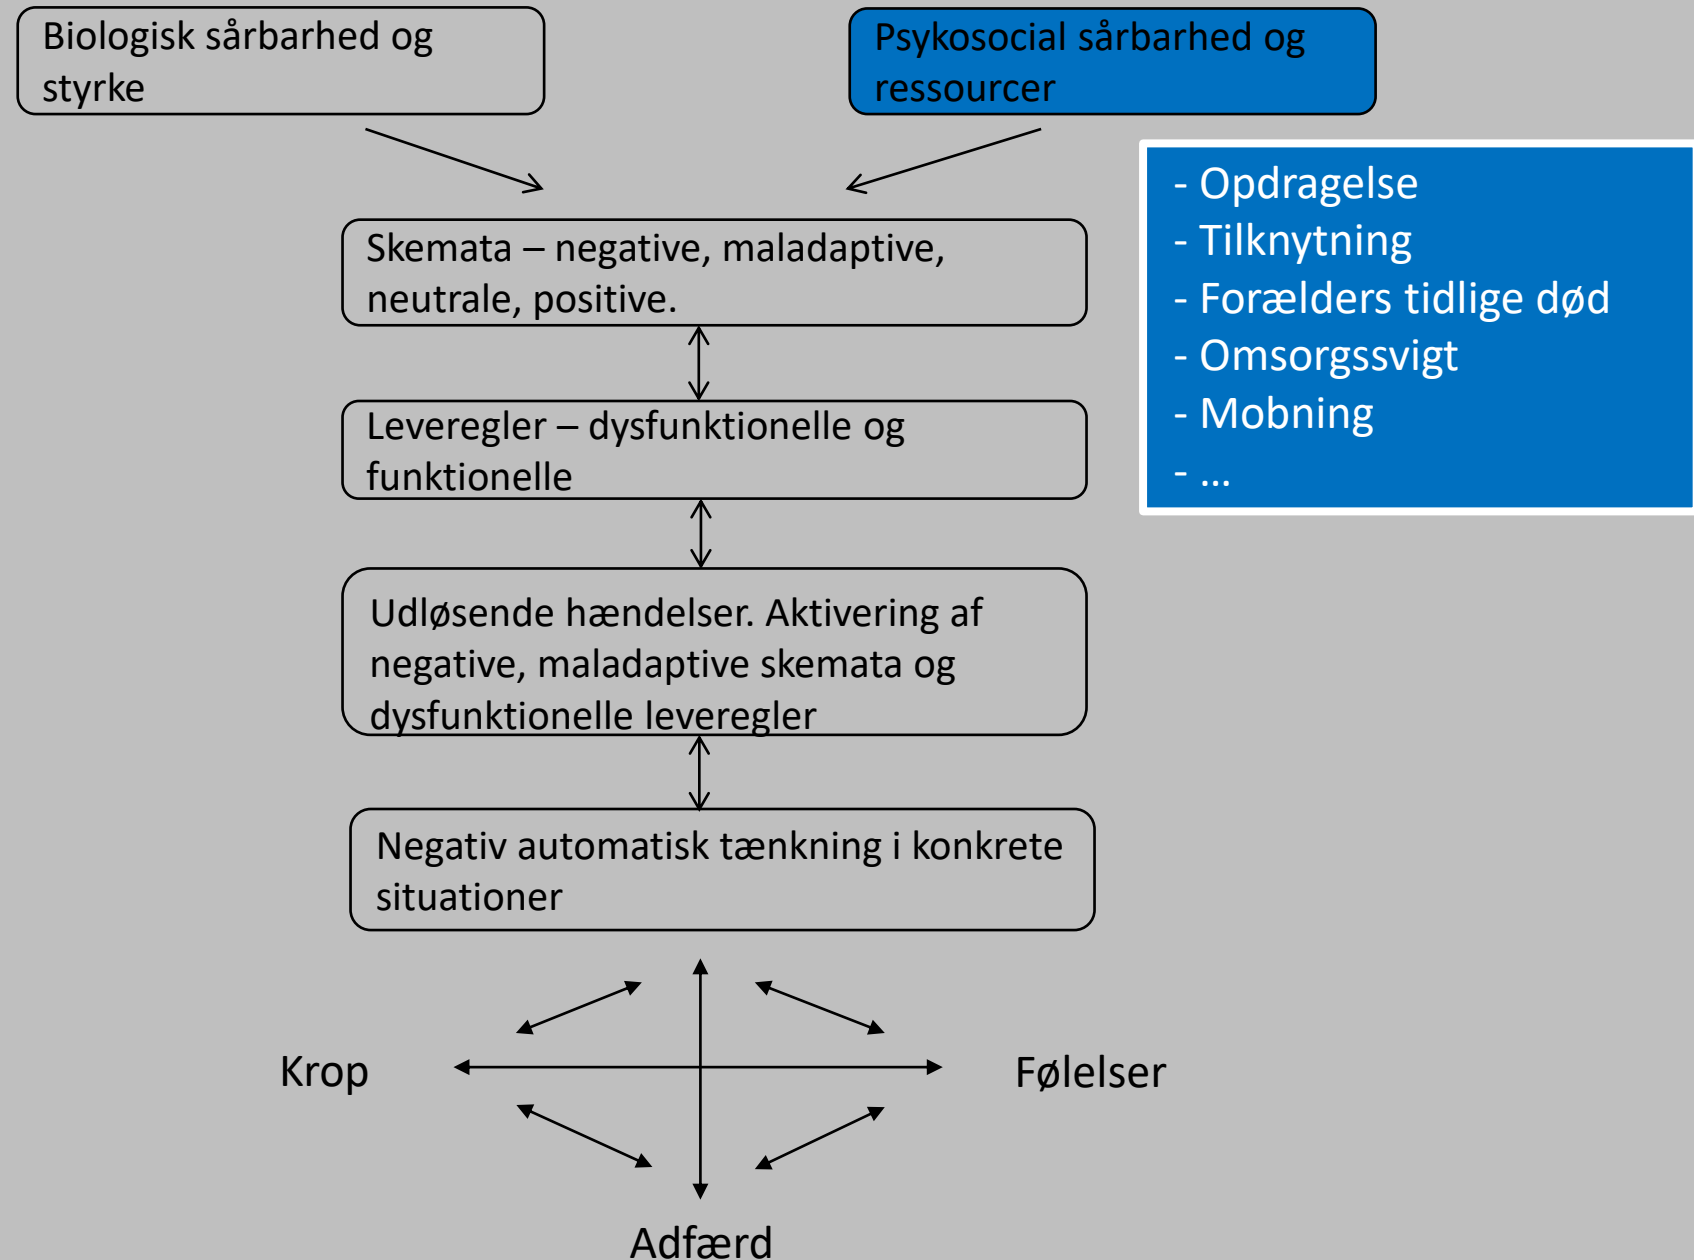 Biologisk sårbarhed og
styrke
Psykosocial sårbarhed og
ressourcer
- Opdragelse
- Tilknytning
- Forælders tidlige død
- Omsorgssvigt
- Mobning
- …
Skemata – negative, maladaptive,
neutrale, positive.
Leveregler – dysfunktionelle og
funktionelle
Udløsende hændelser. Aktivering af
negative, maladaptive skemata og
dysfunktionelle leveregler
Negativ automatisk tænkning i konkrete
situationer
Krop
Følelser
Adfærd